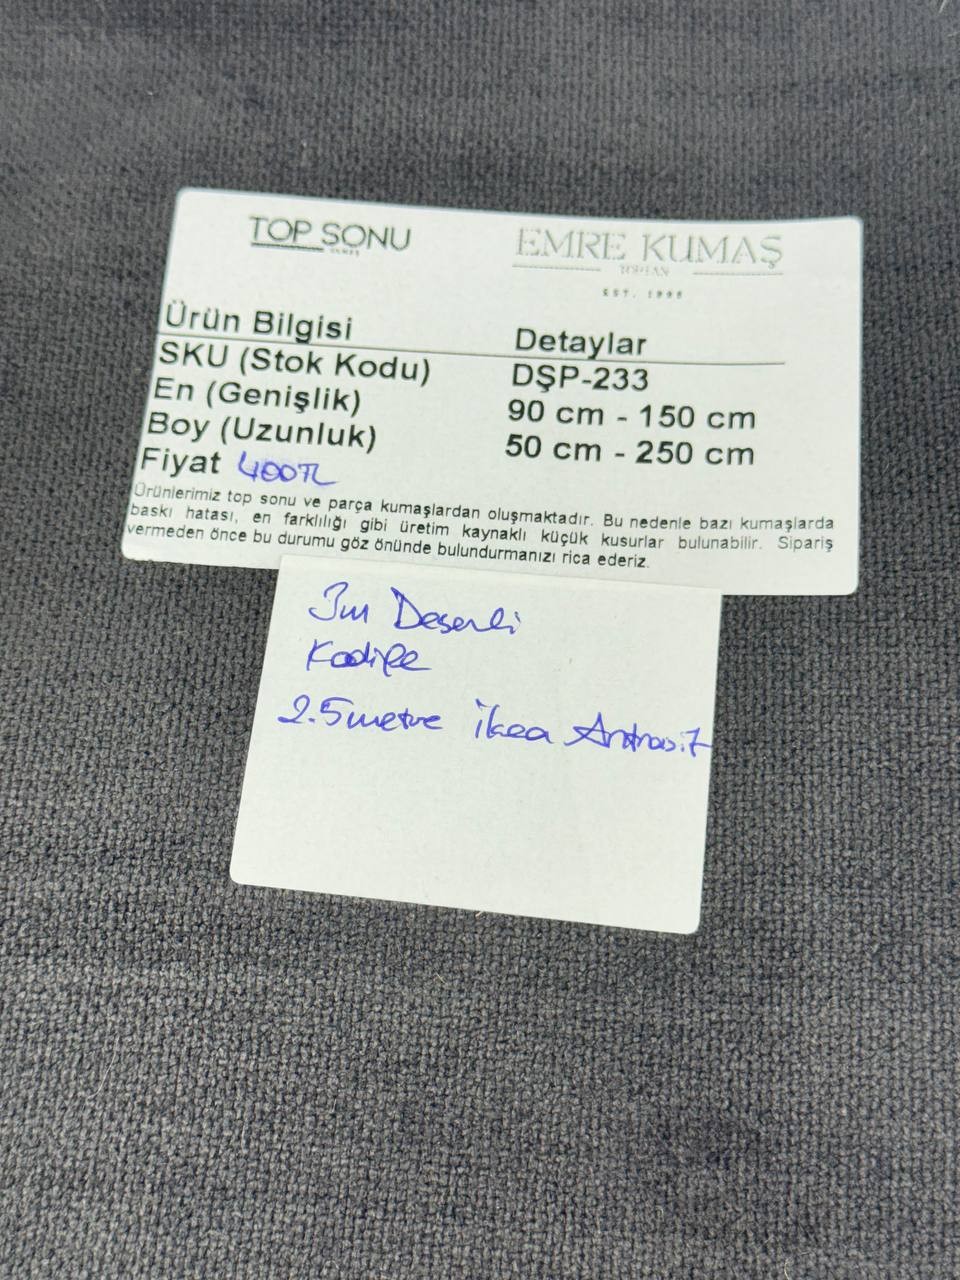 TOP SONU
EMRE KUMAŞ
TOPTAN
EST. 1995
Ürün Bilgisi Detaylar
SKU (Stok Kodu) DŞP-233
En (Genişlik) 90 cm - 150 cm
Boy (Uzunluk) 50 cm - 250 cm
Fiyat 400TL
Ürünlerimiz top sonu ve parça kumaşlardan oluşmaktadır. Bu nedenle bazı kumaşlarda
baskı hatası, en farklılığı gibi üretim kaynaklı küçük kusurlar bulunabilir. Sipariş
vermeden önce bu durumu göz önünde bulundurmanızı rica ederiz.
3m Desenli
Kadife
2.5metre ikea Antrasit